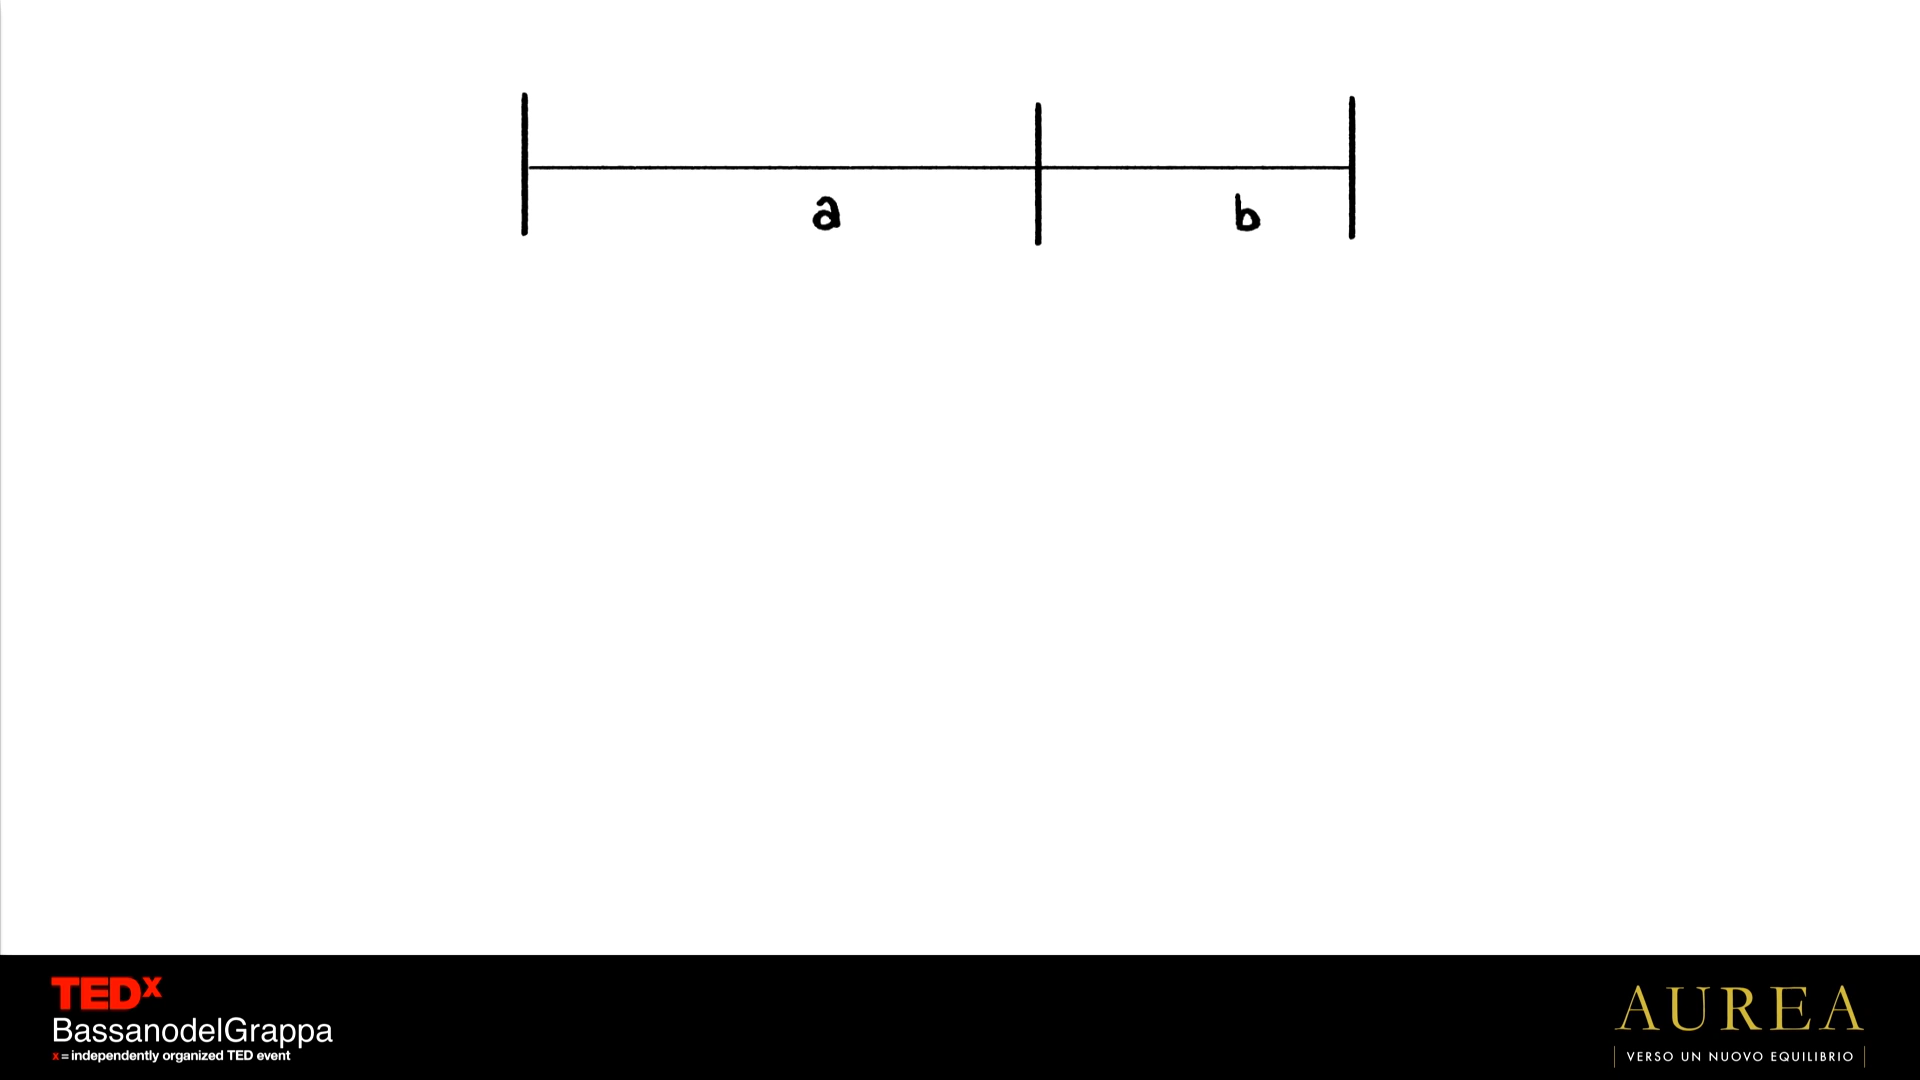 a
b
TEDx
BassanodelGrappa
x = independently organized TED event
AUREA
VERSO UN NUOVO EQUILIBRIO